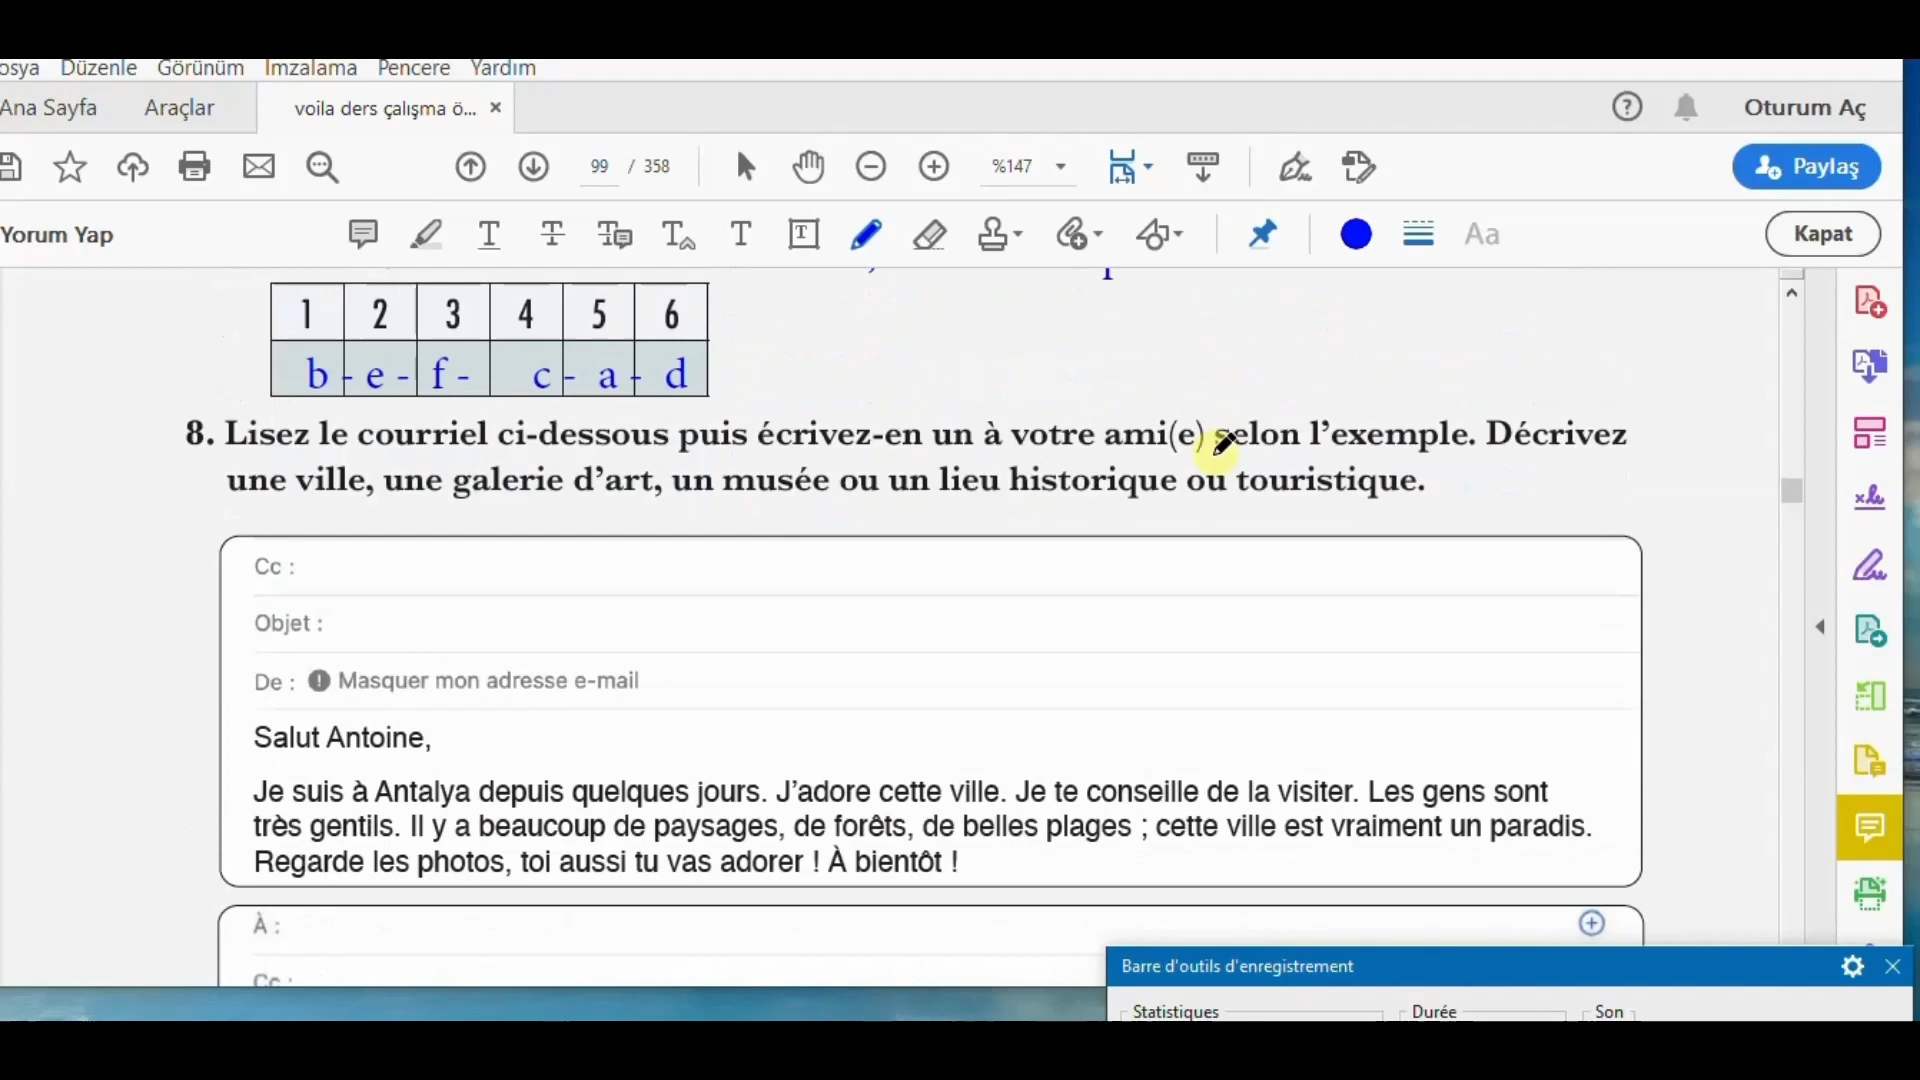 osya Düzenle Görünüm İmzalama Pencere Yardım
Ana Sayfa Araçlar voila ders çalışma ö... × Oturum Aç
99 / 358 %147 Paylaş
Yorum Yap Aa Kapat
1 2 3 4 5 6
b - e - f - c - a - d
8. Lisez le courriel ci-dessous puis écrivez-en un à votre ami(e) selon l’exemple. Décrivez
une ville, une galerie d’art, un musée ou un lieu historique ou touristique.
Cc :
Objet :
De : Masquer mon adresse e-mail
Salut Antoine,
Je suis à Antalya depuis quelques jours. J’adore cette ville. Je te conseille de la visiter. Les gens sont
très gentils. Il y a beaucoup de paysages, de forêts, de belles plages ; cette ville est vraiment un paradis.
Regarde les photos, toi aussi tu vas adorer ! À bientôt !
À :
Cc :
Barre d'outils d'enregistrement
Statistiques Durée Son